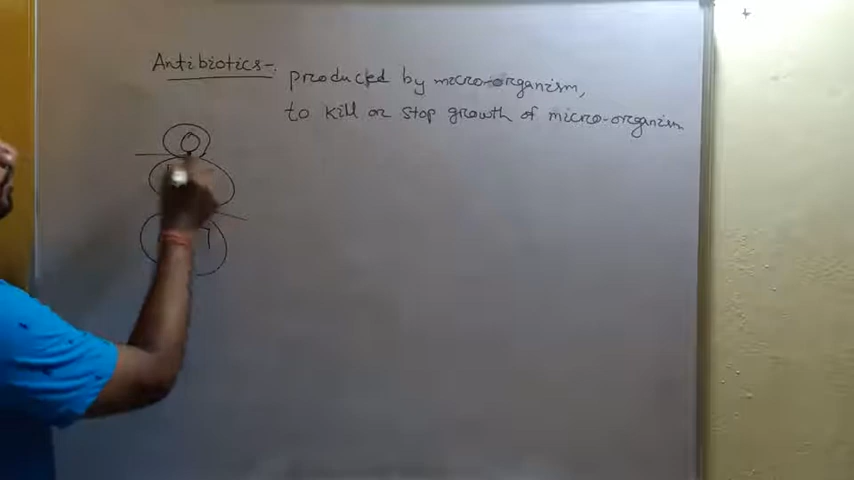 Antibiotics-: produced by micro-organism,
to kill or stop growth of micro-organism